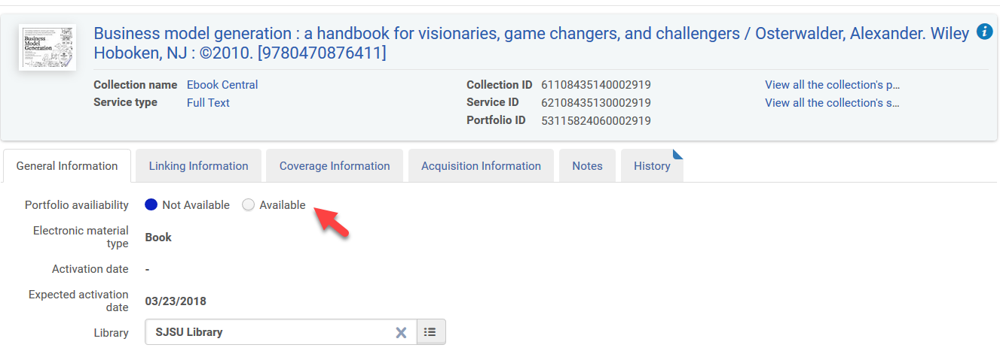 Business
Model
Generation
Business model generation : a handbook for visionaries, game changers, and challengers / Osterwalder, Alexander. Wiley
Hoboken, NJ : ©2010. [9780470876411]
Collection name Ebook Central
Service type Full Text
Collection ID 61108435140002919
Service ID 62108435130002919
Portfolio ID 53115824060002919
View all the collection's p...
View all the collection's s...
General Information Linking Information Coverage Information Acquisition Information Notes History
Portfolio availiability Not Available Available
Electronic material
type Book
Activation date -
Expected activation
date 03/23/2018
Library SJSU Library